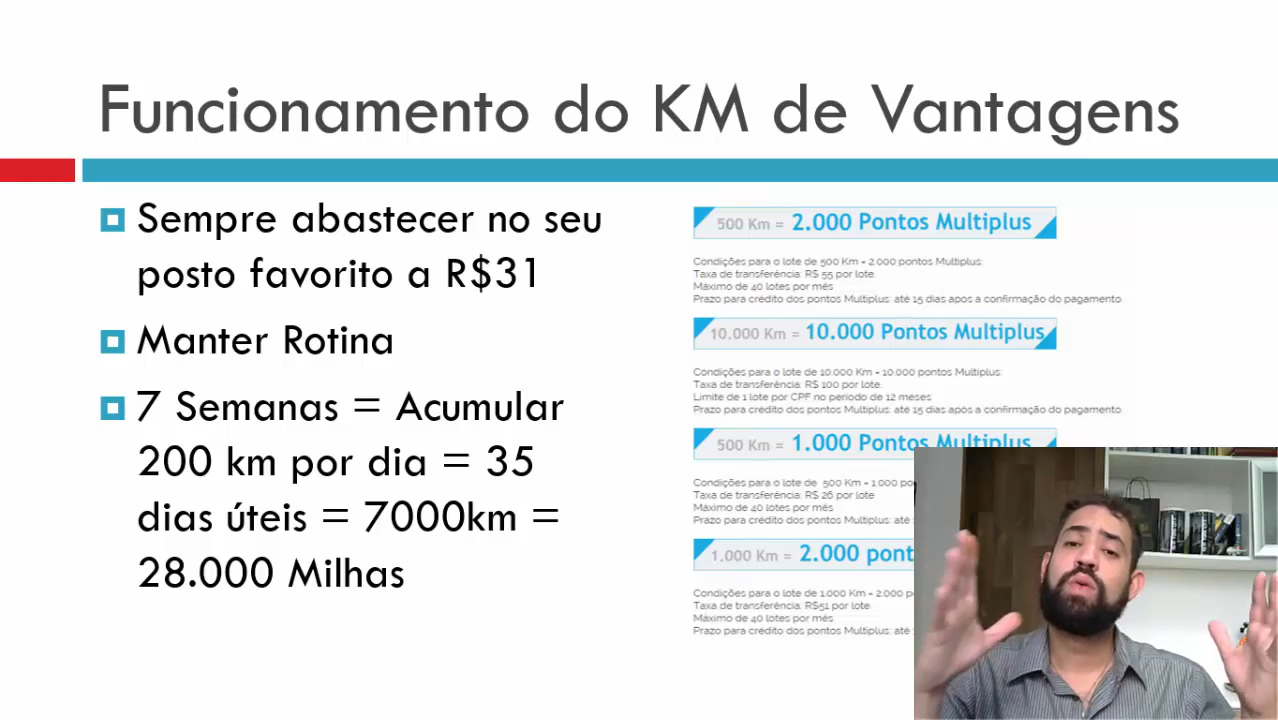 Funcionamento do KM de Vantagens
Sempre abastecer no seu
posto favorito a R$31
Manter Rotina
7 Semanas = Acumular
200 km por dia = 35
dias úteis = 7000km =
28.000 Milhas
500 Km = 2.000 Pontos Multiplus
Condições para o lote de 500 Km = 2.000 pontos Multiplus:
Taxa de transferência: R$ 55 por lote.
Máximo de 40 lotes por mês
Prazo para crédito dos pontos Multiplus: até 15 dias apos a confirmação do pagamento.
10.000 Km = 10.000 Pontos Multiplus
Condições para o lote de 10.000 Km = 10.000 pontos Multiplus:
Taxa de transferência: R$ 100 por lote.
Limite de 1 lote por CPF no período de 12 meses.
Prazo para crédito dos pontos Multiplus: até 15 dias após a confirmação do pagamento.
500 Km = 1.000 Pontos Multiplus
Condições para o lote de 500 Km = 1.000
Taxa de transferência: R$ 26 por lote
Máximo de 40 lotes por mês
Prazo para crédito dos pontos Multiplus: até
1.000 Km = 2.000
Condições para o lote de 1.000 Km = 2.000
Taxa de transferência: R$51 por lote
Máximo de 40 lotes por mês
Prazo para crédito dos pontos Multiplus: até